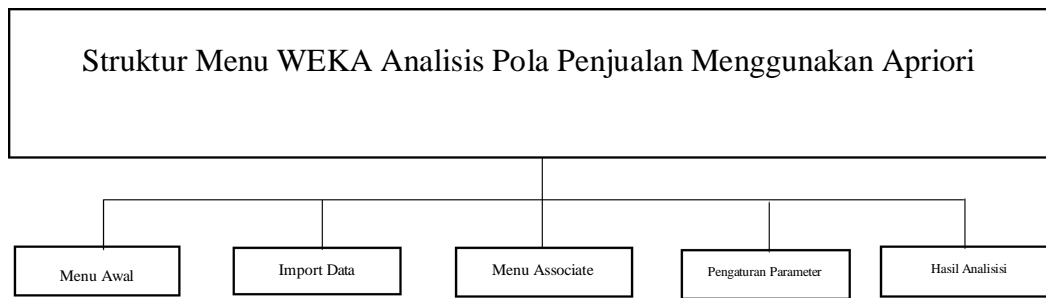 Struktur Menu WEKA Analisis Pola Penjualan Menggunakan Apriori
Menu Awal
Import Data
Menu Associate
Pengaturan Parameter
Hasil Analisisi